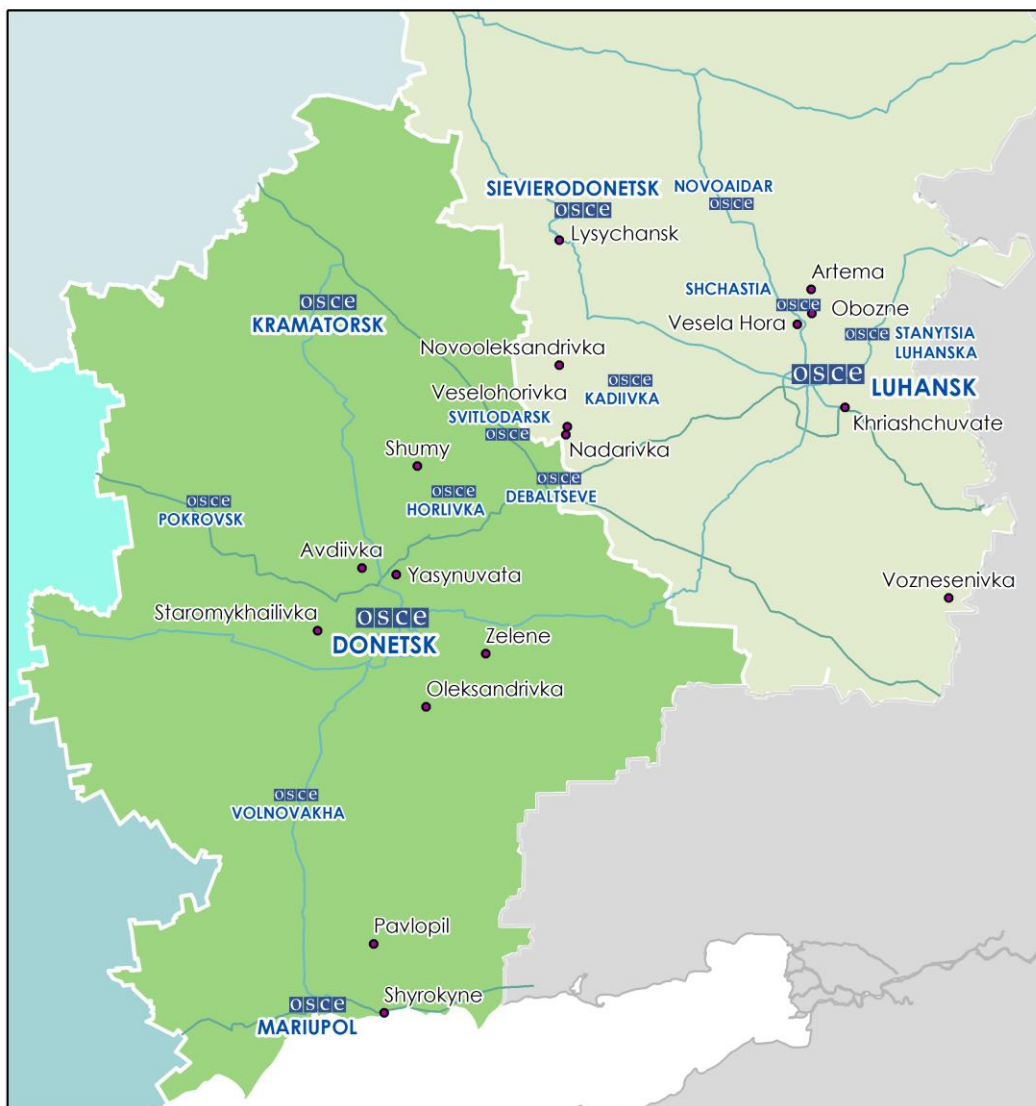 SIEVIERODONETSK
osce
NOVOAIDAR
osce
Lysychansk
Artema
SHCHASTIA
osce
Obozne
Vesela Hora
osce
STANYTSIA
LUHANSKA
osce
KRAMATORSK
Novooleksandrivka
osce
KADIIVKA
osce
LUHANSK
Veselohorivka
SVITLODARSK
osce
Khriashchuvate
Nadarivka
Shumy
osce
DEBALTSEVE
osce
HORLIVKA
osce
POKROVSK
Avdiivka
Yasynuvata
Voznesenivka
Staromykhailivka
osce
DONETSK
Zelene
Oleksandrivka
osce
VOLNOVAKHA
Pavlopil
Shyrokyne
osce
MARIUPOL